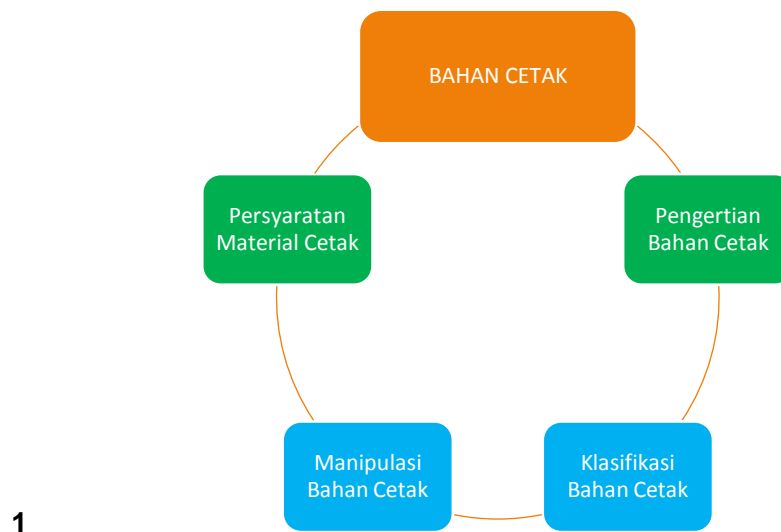 BAHAN CETAK
Persyaratan
Material Cetak
Pengertian
Bahan Cetak
Manipulasi
Bahan Cetak
Klasifikasi
Bahan Cetak
1